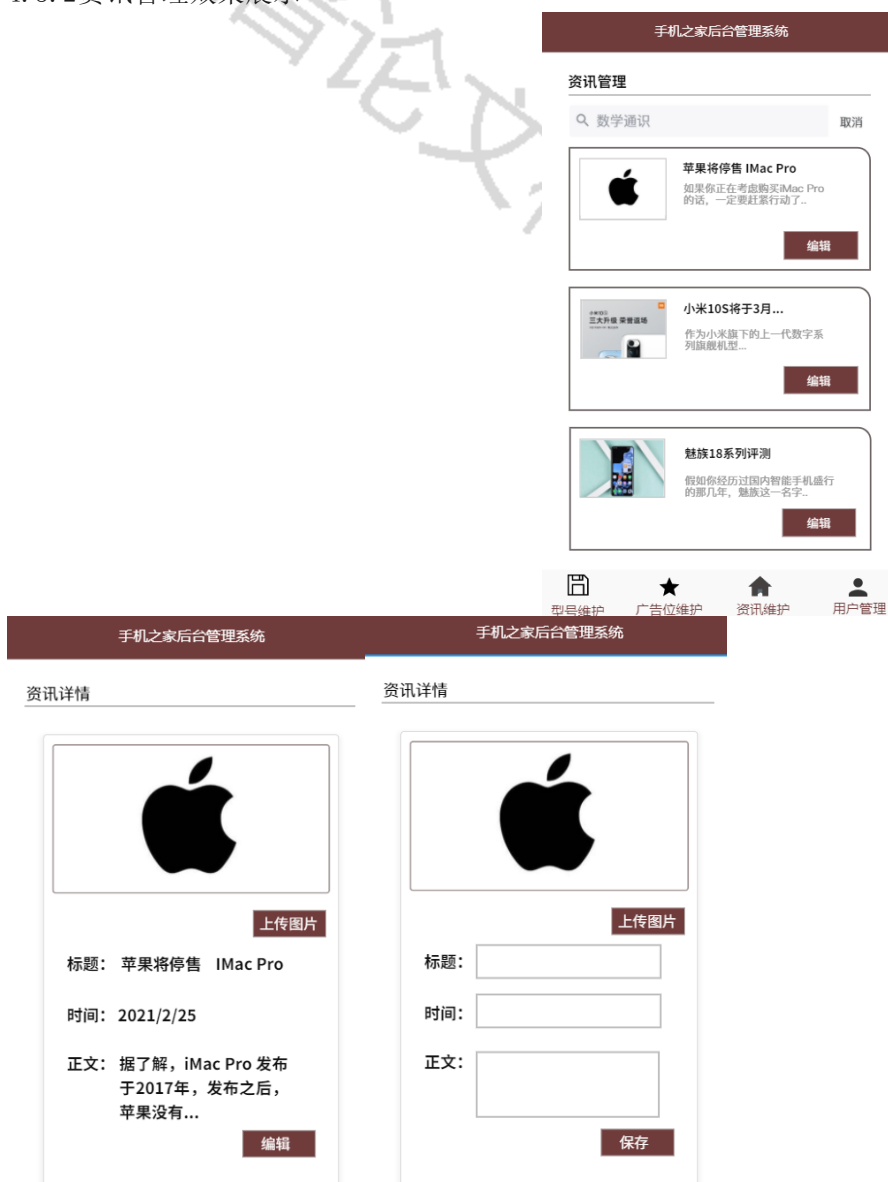 手机之家后台管理系统
资讯管理
数学通识
取消
苹果将停售 IMac Pro
如果你正在考虑购买iMac Pro
的话，一定要赶紧行动了..
编辑
三大升级 荣誉返场
小米10S将于3月...
作为小米旗下的上一代数字系
列旗舰机型...
编辑
魅族18系列评测
假如你经历过国内智能手机盛行
的那几年，魅族这一名字..
编辑
型号维护
广告位维护
资讯维护
用户管理
手机之家后台管理系统
资讯详情
上传图片
标题： 苹果将停售 IMac Pro
时间：2021/2/25
正文： 据了解，iMac Pro 发布
于2017年，发布之后，
苹果没有...
编辑
手机之家后台管理系统
资讯详情
上传图片
标题：
时间：
正文：
保存